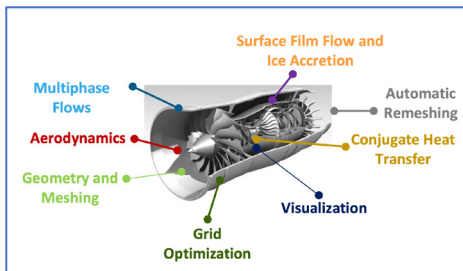 Surface Film Flow and
Ice Accretion
Multiphase
Flows
Automatic
Remeshing
Aerodynamics
Conjugate Heat
Transfer
Geometry and
Meshing
Visualization
Grid
Optimization